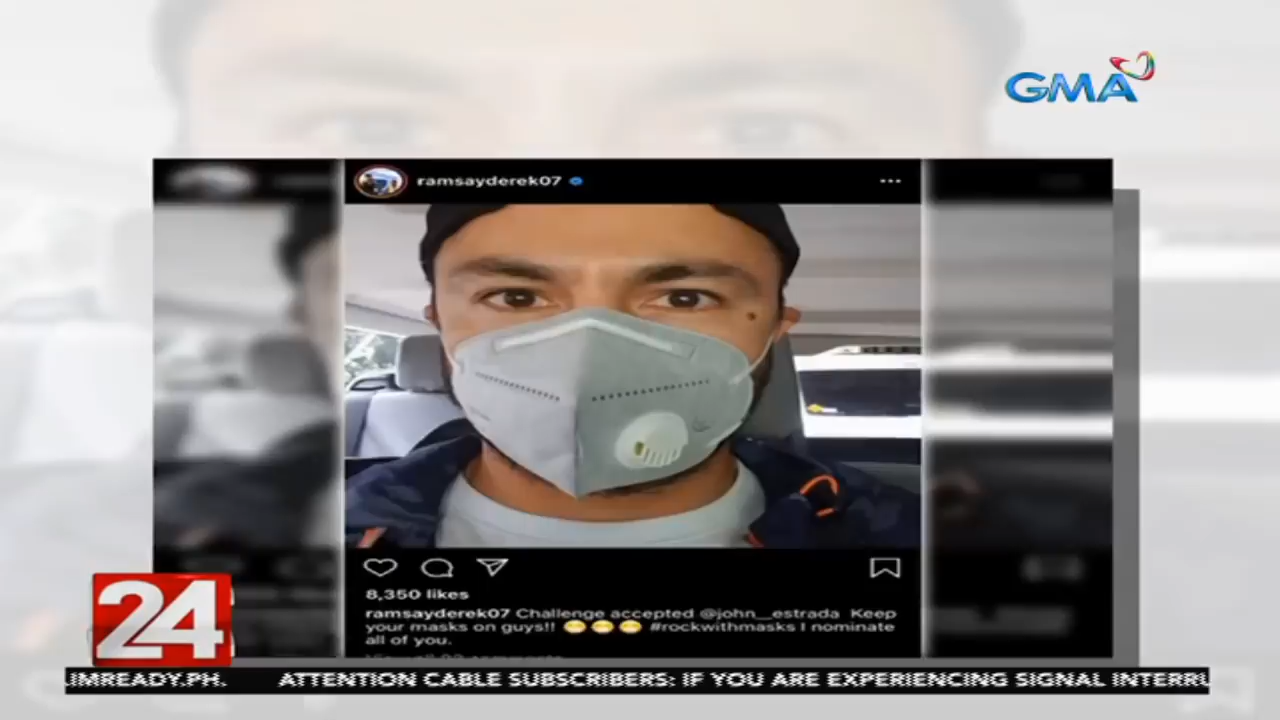 GMA
ramsayderek07
8,350 likes
ramsayderek07 Challenge accepted @john__estrada Keep
your masks on guys!! 😷😷😷 #rockwithmasks I nominate
all of you.
24
.IMREADY.PH. ATTENTION CABLE SUBSCRIBERS: IF YOU ARE EXPERIENCING SIGNAL INTERRU